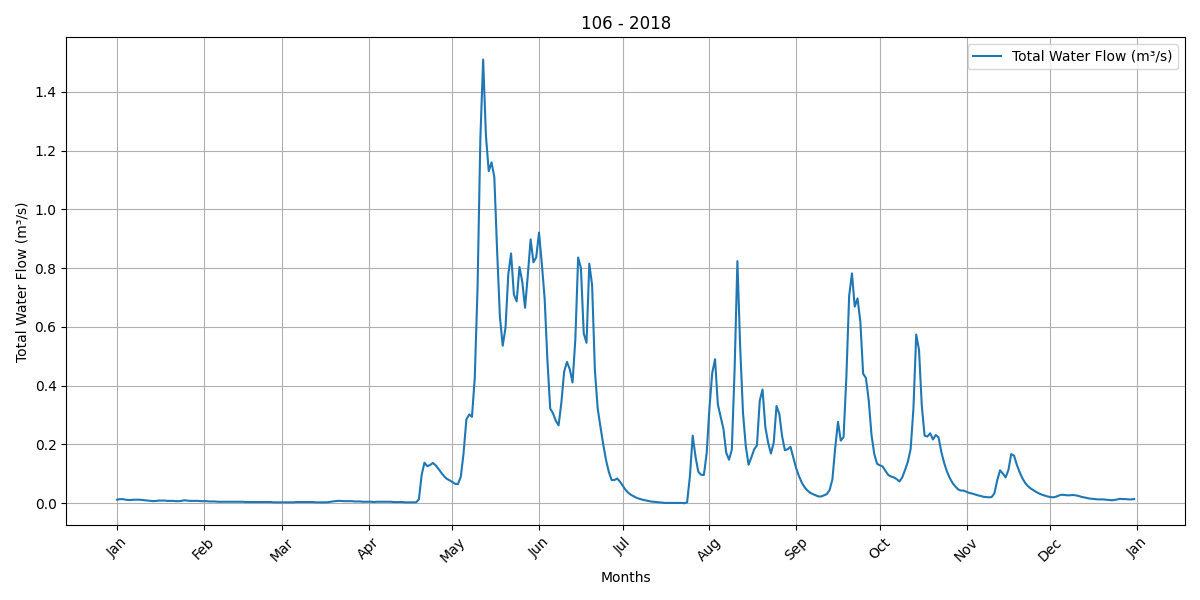 106 - 2018
Total Water Flow (m³/s)
Total Water Flow (m³/s)
1.4
1.2
1.0
0.8
0.6
0.4
0.2
0.0
Jan Feb Mar Apr May Jun Jul Aug Sep Oct Nov Dec Jan
Months